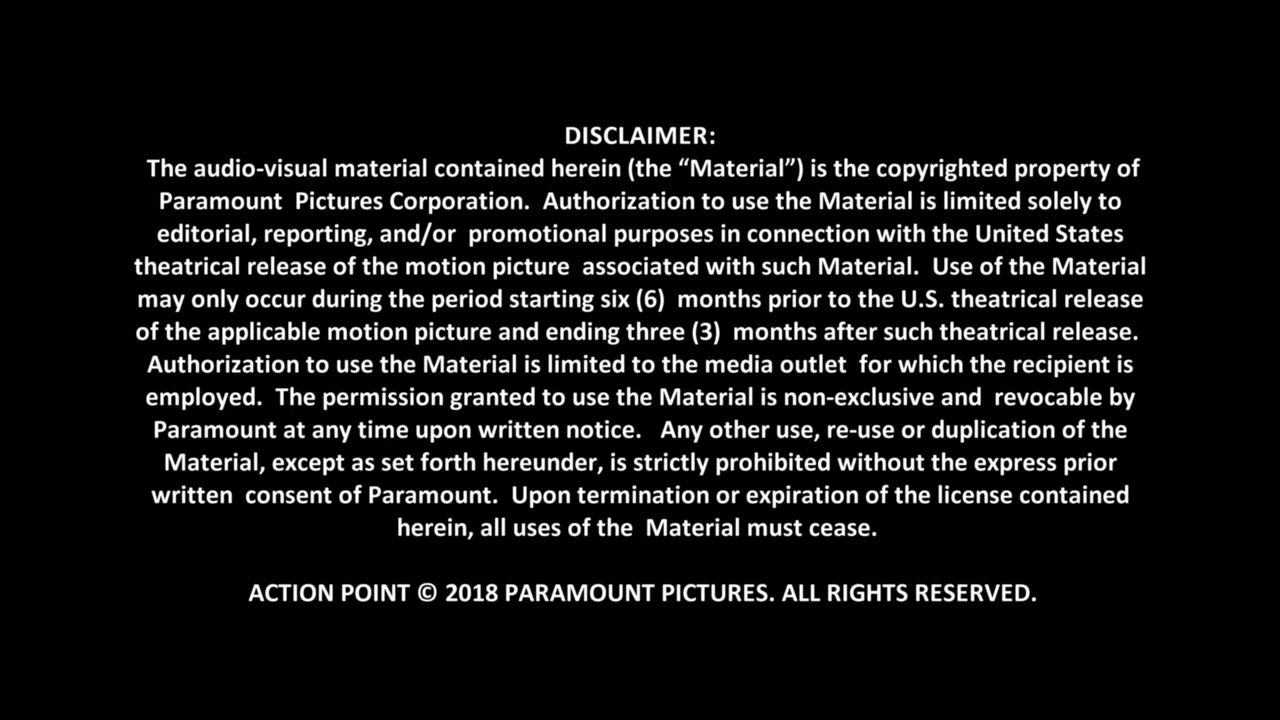 DISCLAIMER:
The audio-visual material contained herein (the “Material”) is the copyrighted property of
Paramount  Pictures Corporation.  Authorization to use the Material is limited solely to
editorial, reporting, and/or  promotional purposes in connection with the United States
theatrical release of the motion picture  associated with such Material.  Use of the Material
may only occur during the period starting six (6)  months prior to the U.S. theatrical release
of the applicable motion picture and ending three (3)  months after such theatrical release.
Authorization to use the Material is limited to the media outlet  for which the recipient is
employed.  The permission granted to use the Material is non-exclusive and  revocable by
Paramount at any time upon written notice.   Any other use, re-use or duplication of the
Material, except as set forth hereunder, is strictly prohibited without the express prior
written  consent of Paramount.  Upon termination or expiration of the license contained
herein, all uses of the  Material must cease.
ACTION POINT © 2018 PARAMOUNT PICTURES. ALL RIGHTS RESERVED.